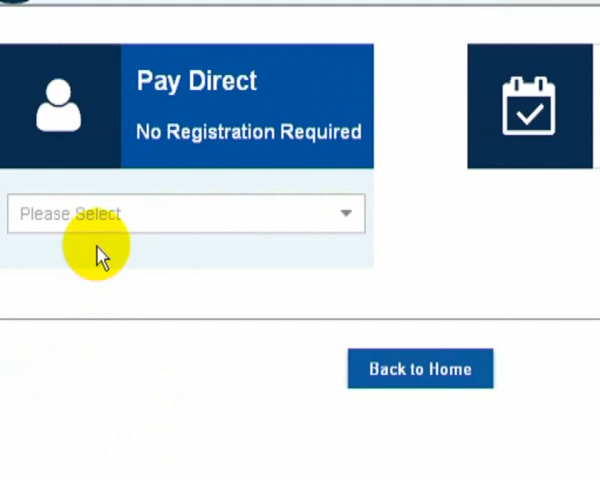 Pay Direct
No Registration Required
Please Select
Back to Home